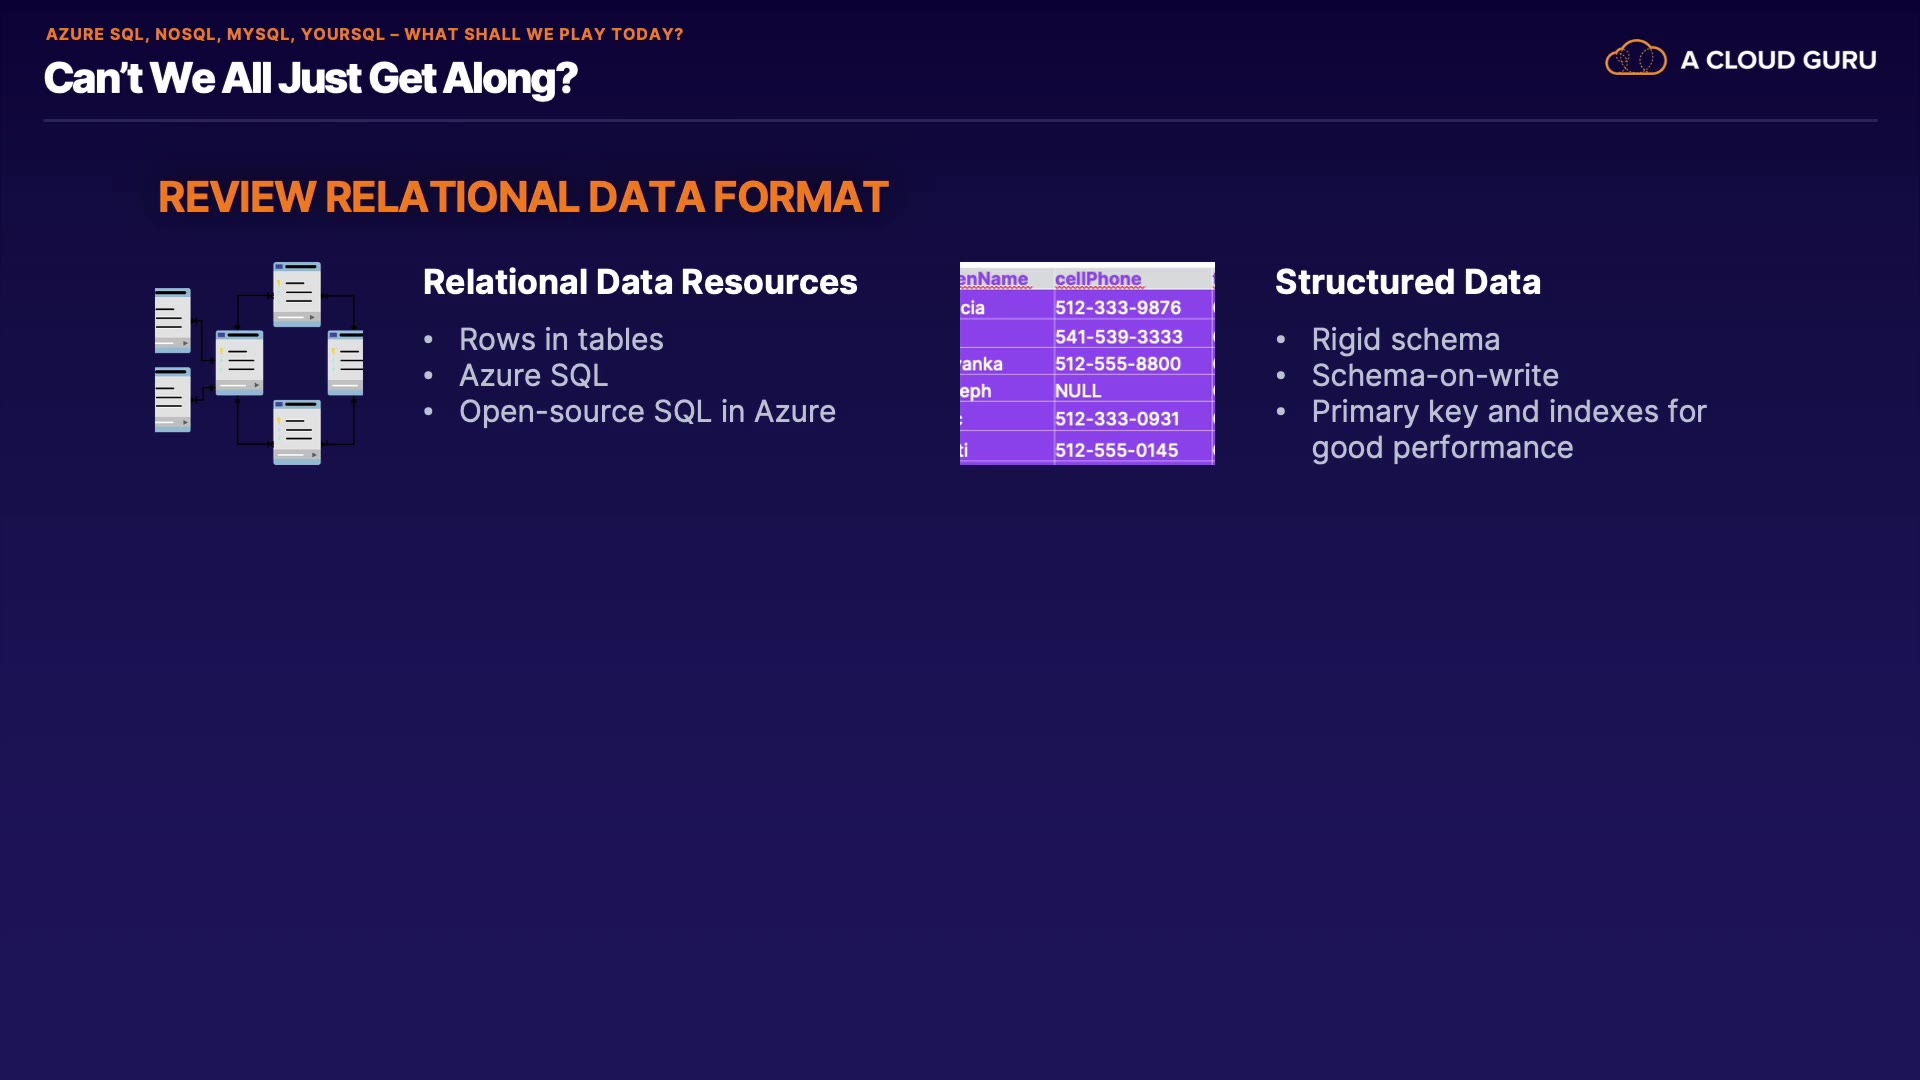 AZURE SQL, NOSQL, MYSQL, YOURSQL – WHAT SHALL WE PLAY TODAY?
Can't We All Just Get Along?
A CLOUD GURU
REVIEW RELATIONAL DATA FORMAT
Relational Data Resources
• Rows in tables
• Azure SQL
• Open-source SQL in Azure
enName cellPhone
cia 512-333-9876
541-539-3333
anka 512-555-8800
eph NULL
512-333-0931
ti 512-555-0145
Structured Data
• Rigid schema
• Schema-on-write
• Primary key and indexes for
good performance